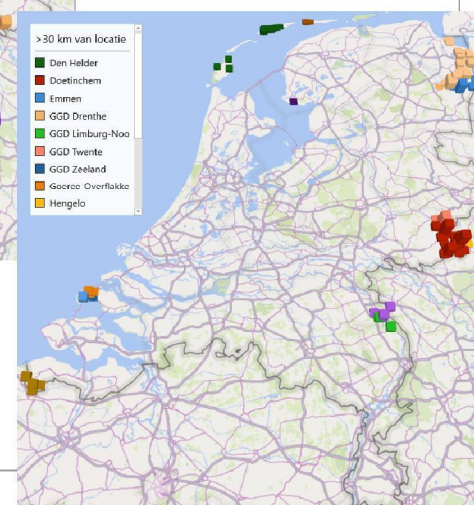 >30 km van locatie
Den Helder
Doetinchem
Emmen
GGD Drenthe
GGD Limburg-Noo
GGD Twente
GGD Zeeland
Goeree Overflakke
Hengelo